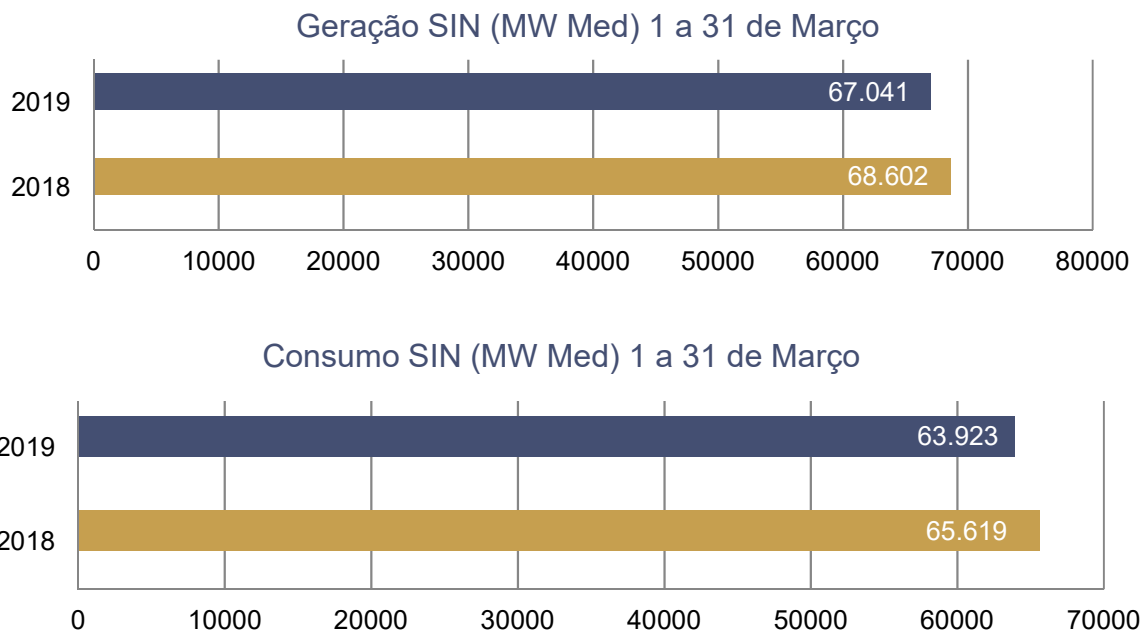 Geração SIN (MW Med) 1 a 31 de Março
2019
67.041
2018
68.602
0 10000 20000 30000 40000 50000 60000 70000 80000
Consumo SIN (MW Med) 1 a 31 de Março
2019
63.923
2018
65.619
0 10000 20000 30000 40000 50000 60000 70000